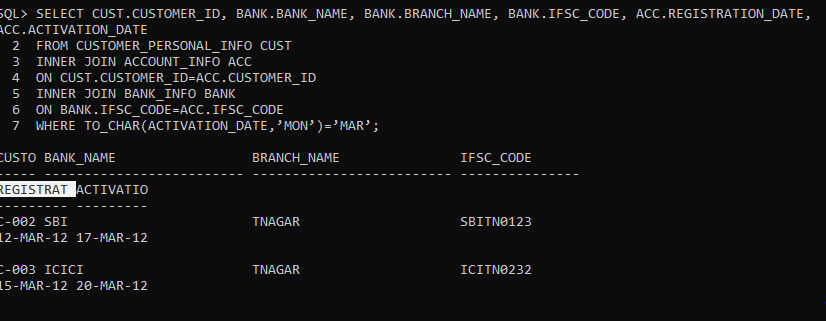 SQL> SELECT CUST.CUSTOMER_ID, BANK.BANK_NAME, BANK.BRANCH_NAME, BANK.IFSC_CODE, ACC.REGISTRATION_DATE,
ACC.ACTIVATION_DATE
2 FROM CUSTOMER_PERSONAL_INFO CUST
3 INNER JOIN ACCOUNT_INFO ACC
4 ON CUST.CUSTOMER_ID=ACC.CUSTOMER_ID
5 INNER JOIN BANK_INFO BANK
6 ON BANK.IFSC_CODE=ACC.IFSC_CODE
7 WHERE TO_CHAR(ACTIVATION_DATE,’MON’)=’MAR’;
CUSTO BANK_NAME BRANCH_NAME IFSC_CODE
----- ------------------------- ------------------------- ---------------
REGISTRAT ACTIVATIO
--------- ---------
C-002 SBI TNAGAR SBITN0123
12-MAR-12 17-MAR-12
C-003 ICICI TNAGAR ICITN0232
15-MAR-12 20-MAR-12